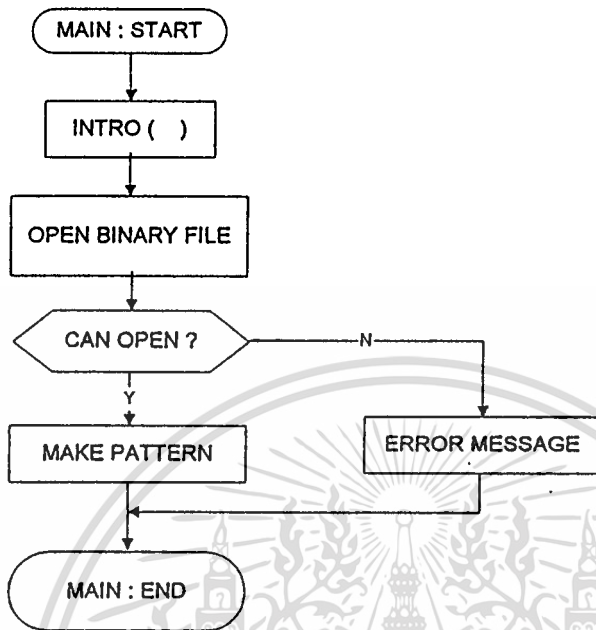 MAIN : START
INTRO ( )
OPEN BINARY FILE
CAN OPEN ?
N
Y
MAKE PATTERN
ERROR MESSAGE
MAIN : END